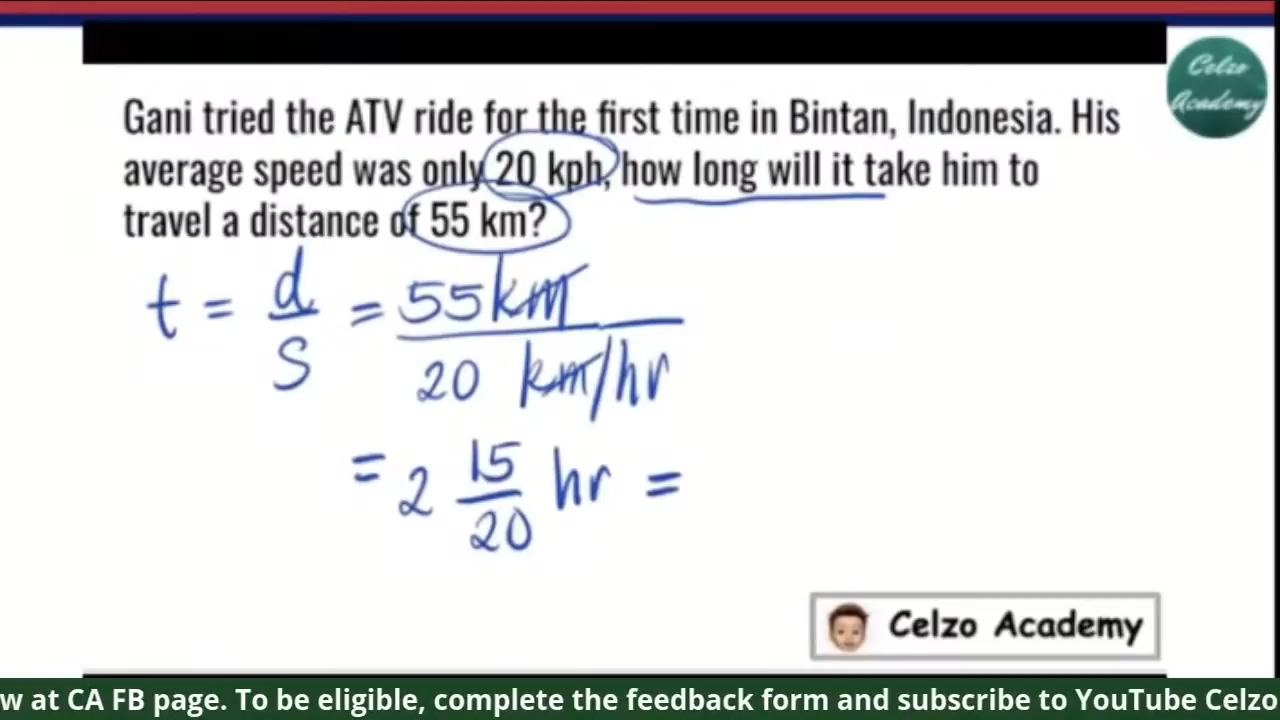 Celzo
Academy
Gani tried the ATV ride for the first time in Bintan, Indonesia. His
average speed was only 20 kph, how long will it take him to
travel a distance of 55 km?
t = d/s = 55 km / 20 km/hr
= 2 15/20 hr =
Celzo Academy
w at CA FB page. To be eligible, complete the feedback form and subscribe to YouTube Celzo